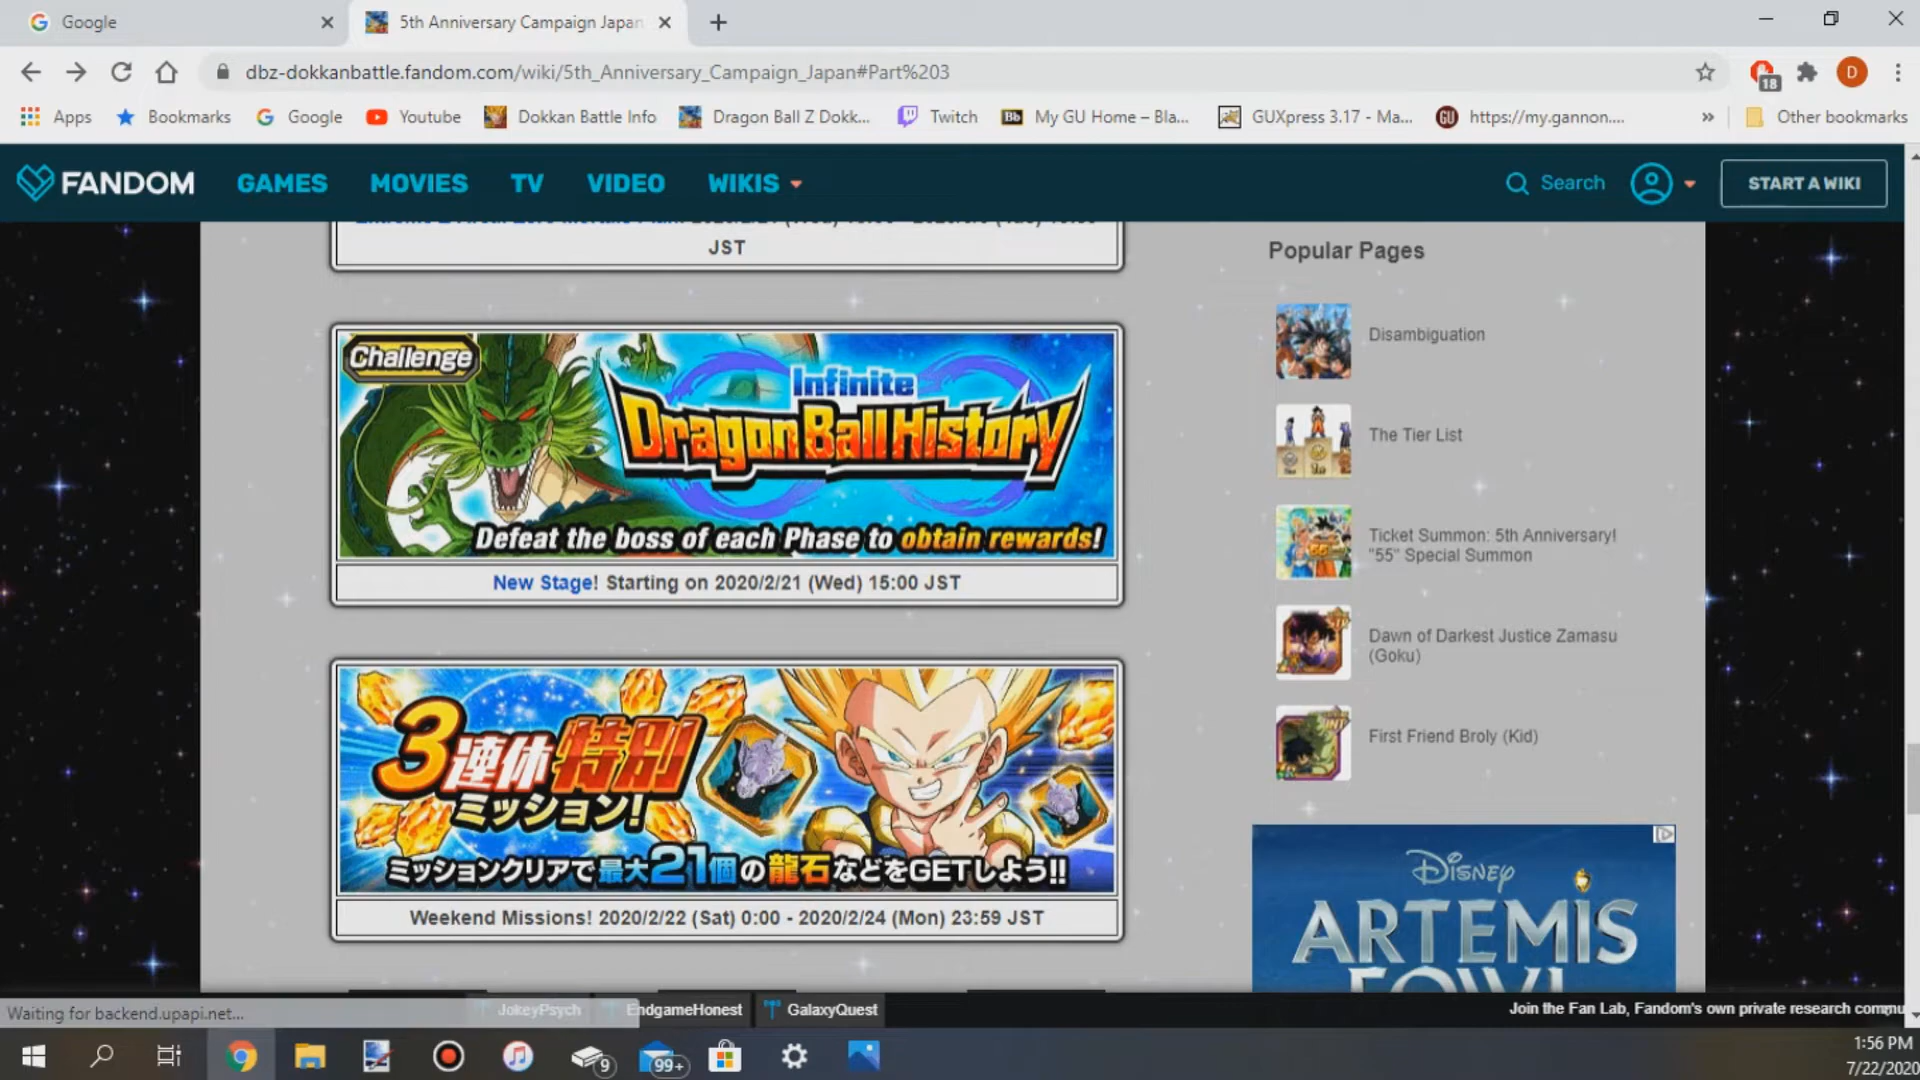 Google
5th Anniversary Campaign Japan
dbz-dokkanbattle.fandom.com/wiki/5th_Anniversary_Campaign_Japan#Part%203
18
D
Apps
Bookmarks
Google
Youtube
Dokkan Battle Info
Dragon Ball Z Dokk...
Twitch
Bb
My GU Home – Bla...
GUXpress 3.17 - Ma...
GU
https://my.gannon....
»
Other bookmarks
FANDOM
GAMES
MOVIES
TV
VIDEO
WIKIS
Search
START A WIKI
JST
Challenge
Infinite
Dragon Ball History
Defeat the boss of each Phase to obtain rewards!
New Stage! Starting on 2020/2/21 (Wed) 15:00 JST
3連休特別
ミッション!
ミッションクリアで最大21個の龍石などをGETしよう!!
Weekend Missions! 2020/2/22 (Sat) 0:00 - 2020/2/24 (Mon) 23:59 JST
Popular Pages
Disambiguation
The Tier List
Ticket Summon: 5th Anniversary!
"55" Special Summon
Dawn of Darkest Justice Zamasu
(Goku)
First Friend Broly (Kid)
Disney
ARTEMIS
FOWL
Waiting for backend.upapi.net...
JokeyPsych
EndgameHonest
GalaxyQuest
Join the Fan Lab, Fandom's own private research commu
9
99+
1:56 PM
7/22/2020